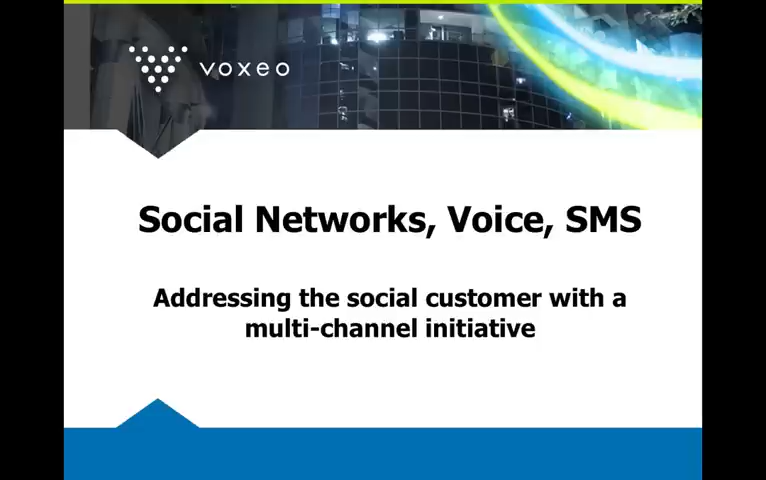 voxeo
Social Networks, Voice, SMS
Addressing the social customer with a
multi-channel initiative